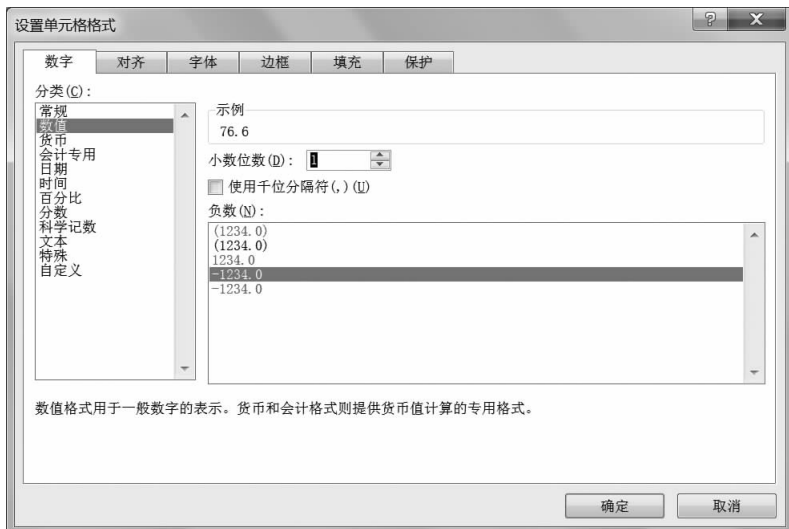 设置单元格格式
数字 对齐 字体 边框 填充 保护
分类(C):
常规
数值
货币
会计专用
日期
时间
百分比
分数
科学记数
文本
特殊
自定义
示例
76.6
小数位数(D): 1
使用千位分隔符(,)(U)
负数(N):
(1234.0)
(1234.0)
1234.0
-1234.0
-1234.0
数值格式用于一般数字的表示。货币和会计格式则提供货币值计算的专用格式。
确定 取消